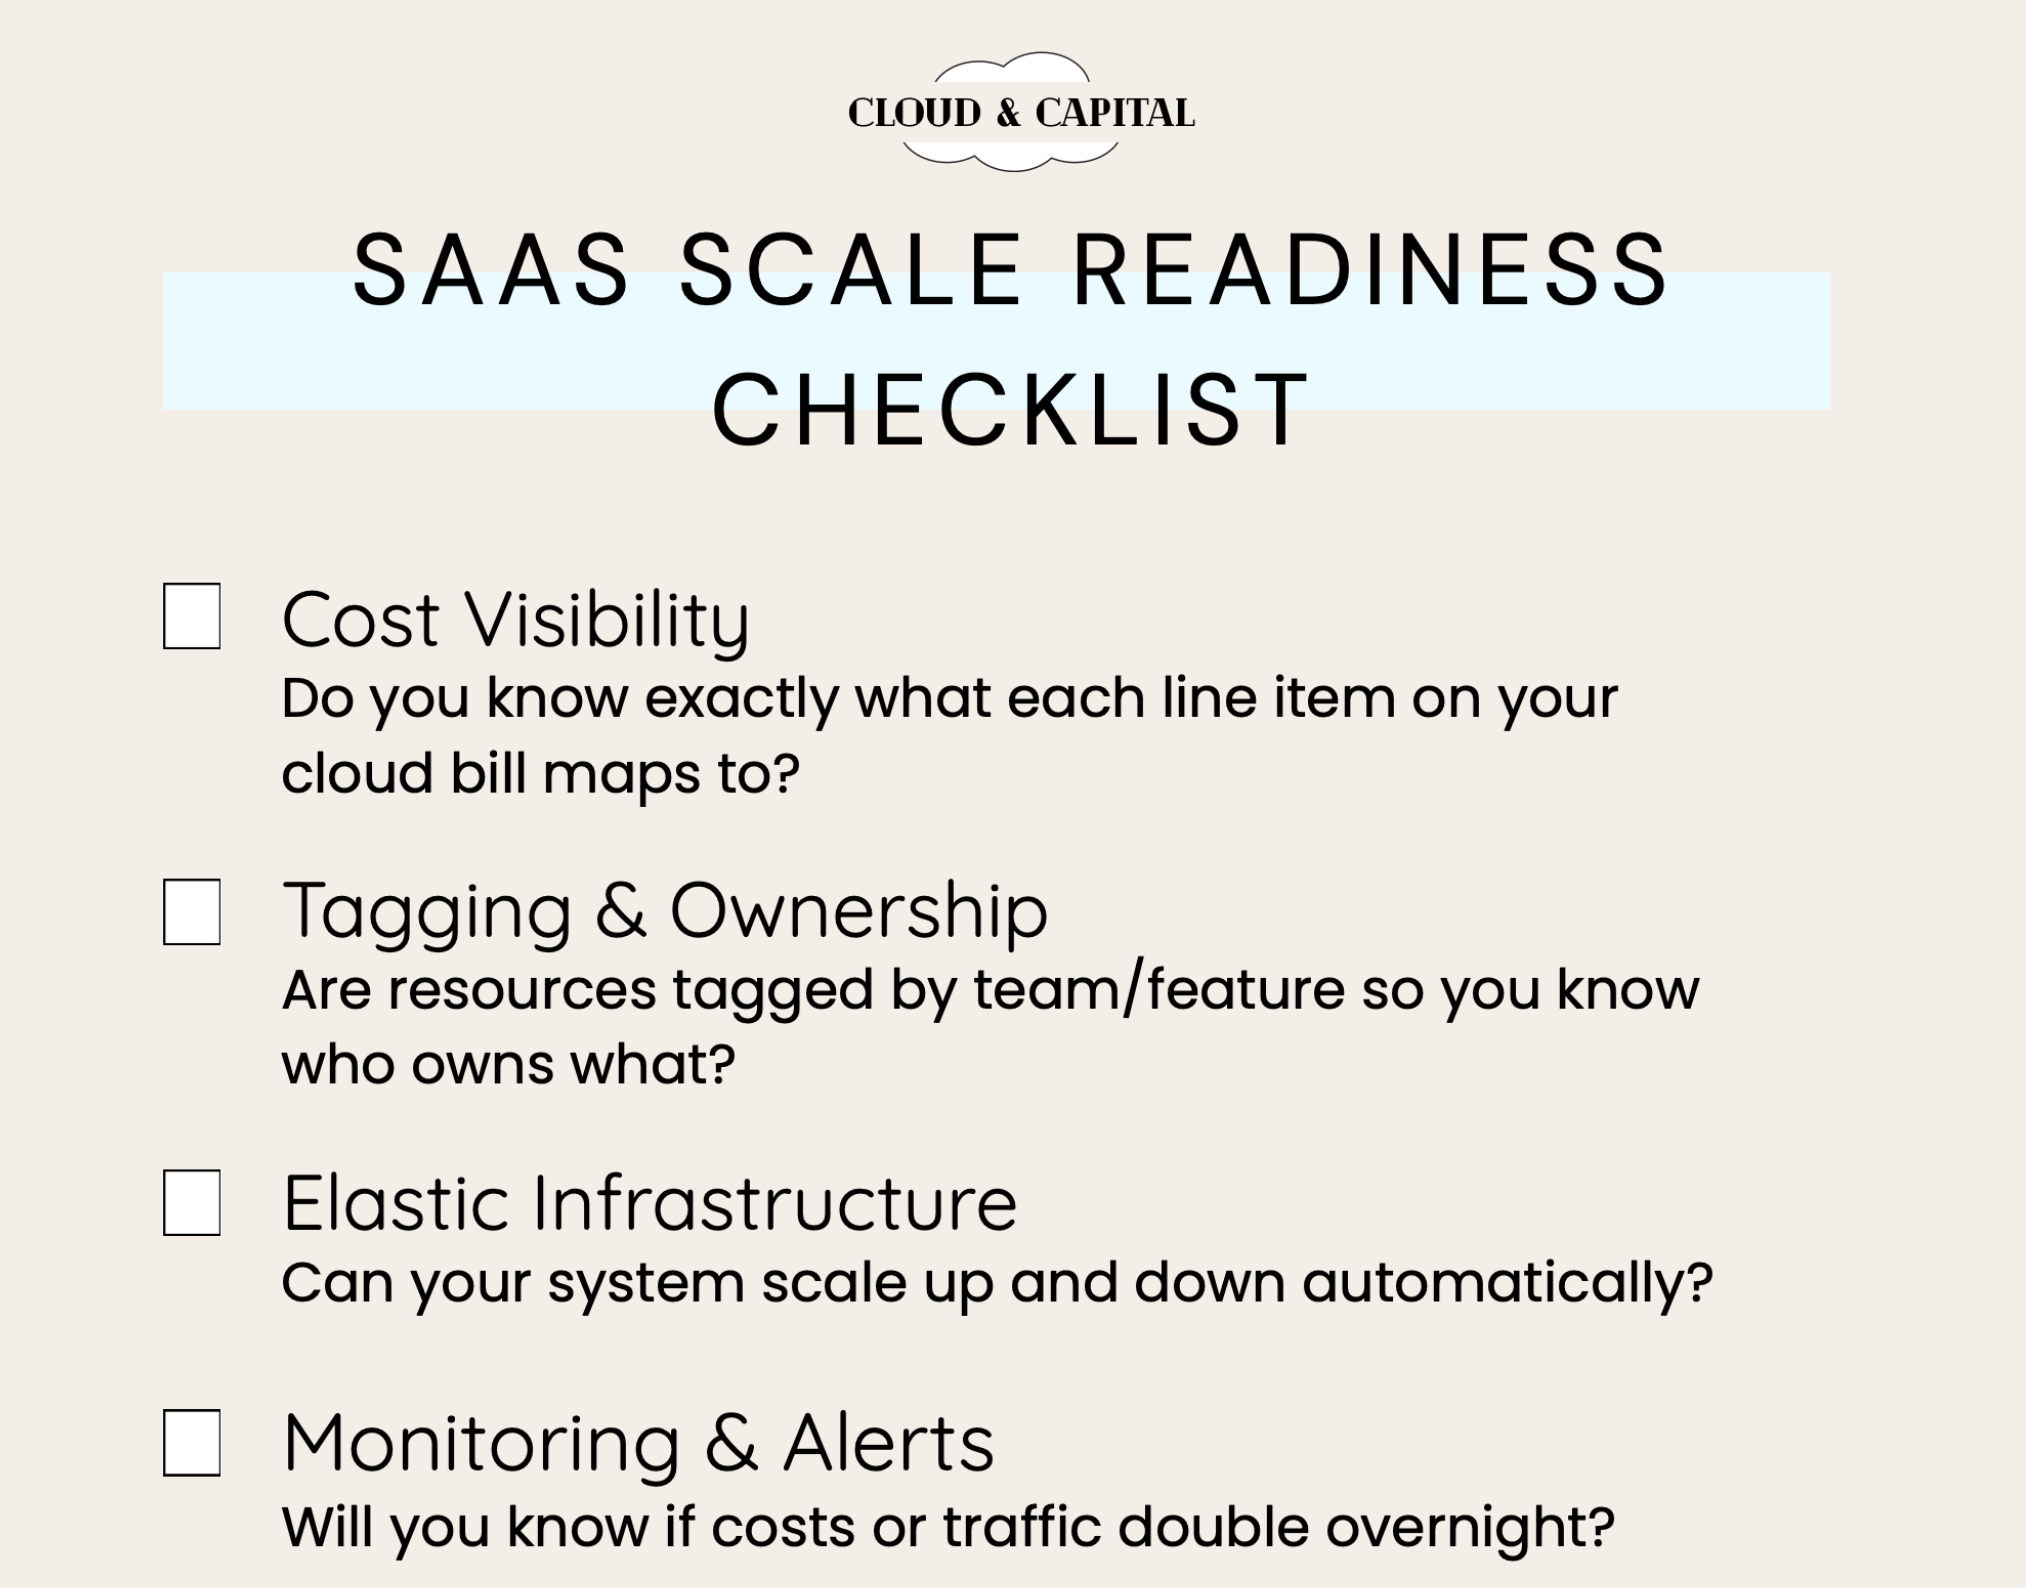 CLOUD & CAPITAL
SAAS SCALE READINESS
CHECKLIST
Cost Visibility
Do you know exactly what each line item on your
cloud bill maps to?
Tagging & Ownership
Are resources tagged by team/feature so you know
who owns what?
Elastic Infrastructure
Can your system scale up and down automatically?
Monitoring & Alerts
Will you know if costs or traffic double overnight?